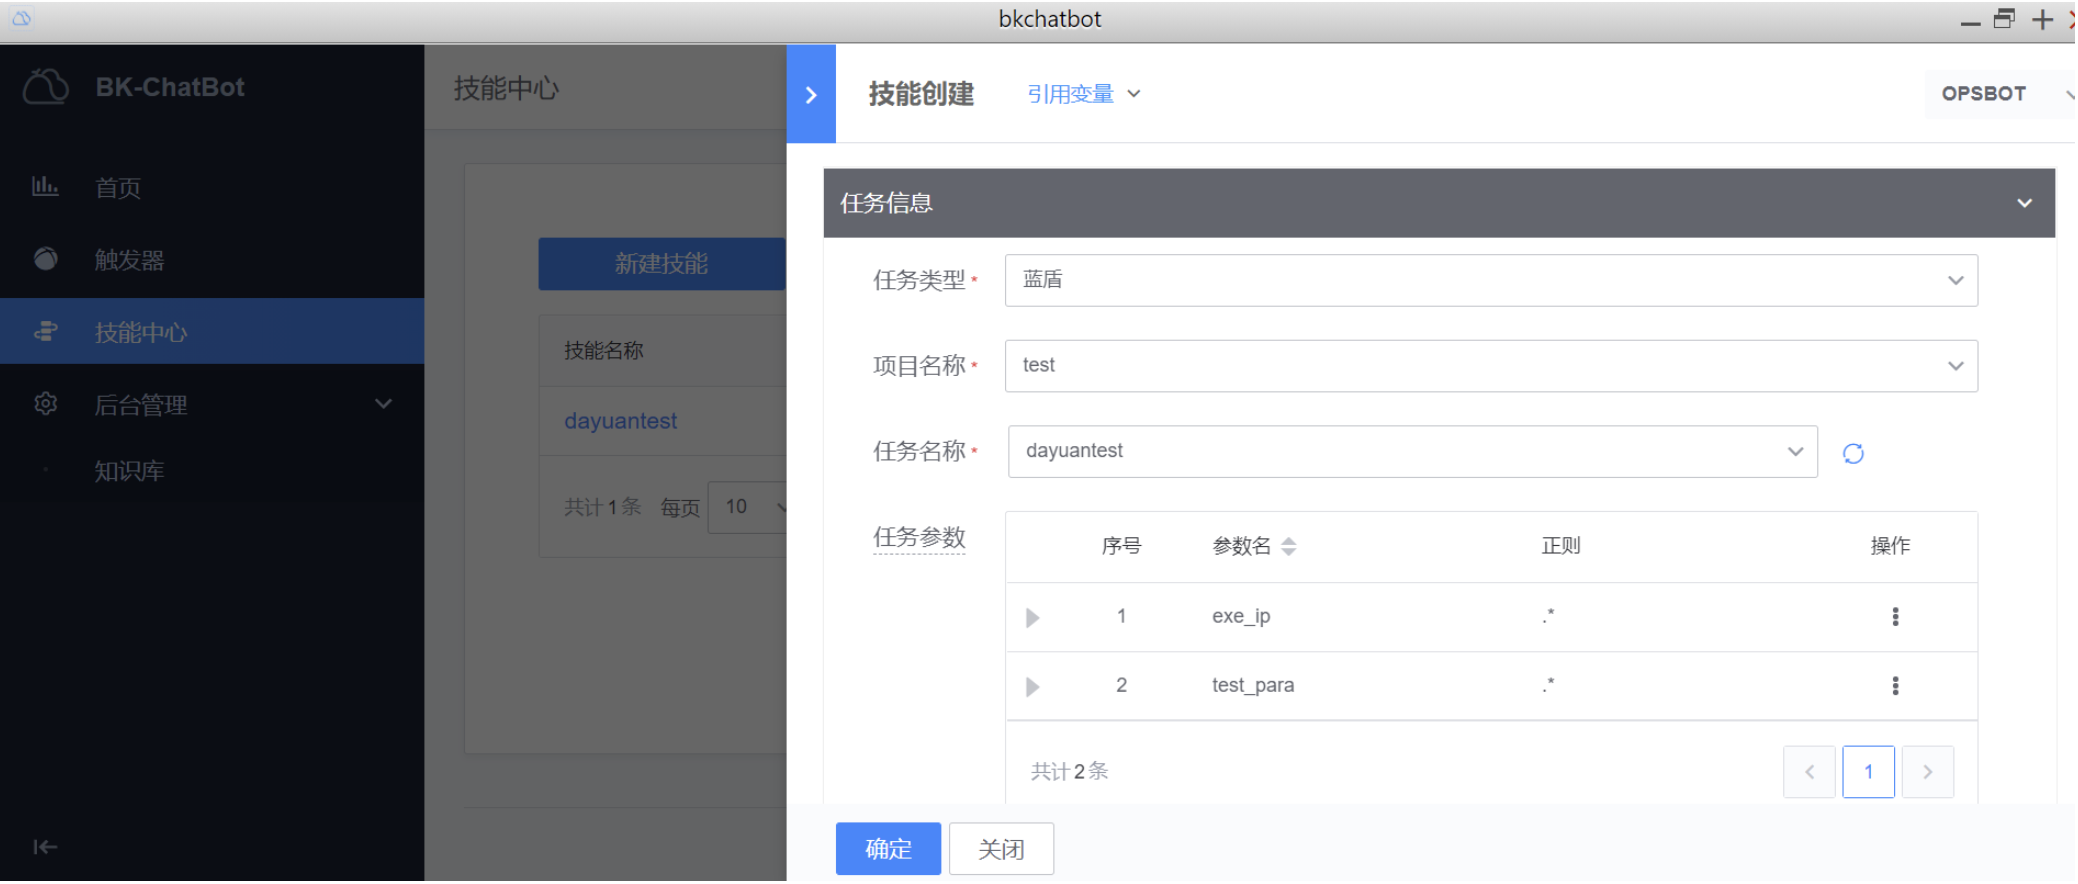 bkchatbot
BK-ChatBot
首页
触发器
技能中心
后台管理
知识库
技能中心
新建技能
技能名称
dayuantest
共计 1 条 每页 10
技能创建 引用变量 OPSBOT
任务信息
任务类型 * 蓝盾
项目名称 * test
任务名称 * dayuantest
任务参数
序号 参数名 正则 操作
1 exe_ip .*
2 test_para .*
共计 2 条 1
确定 关闭